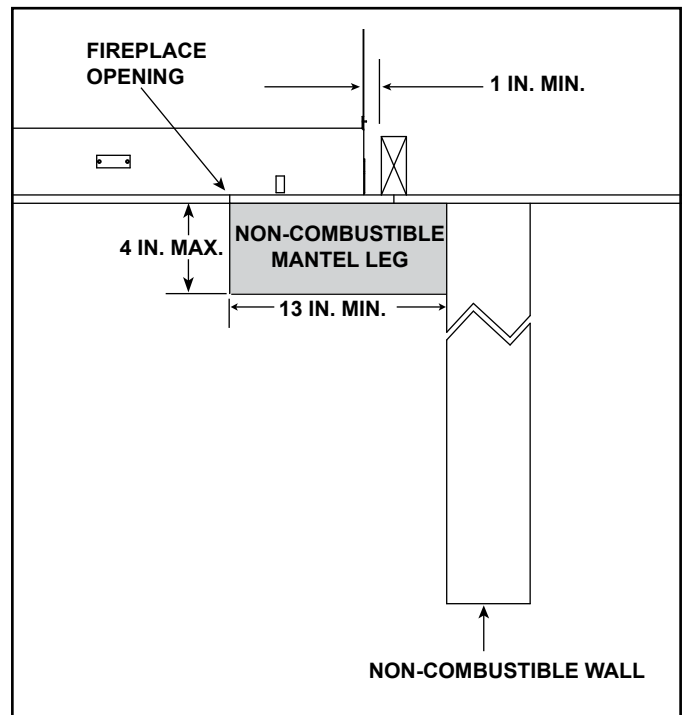 FIREPLACE
OPENING
1 IN. MIN.
4 IN. MAX.
NON-COMBUSTIBLE
MANTEL LEG
13 IN. MIN.
NON-COMBUSTIBLE WALL